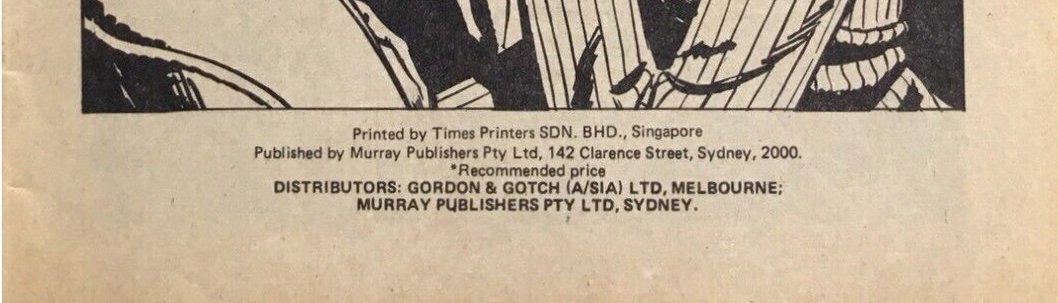 Printed by Times Printers SDN. BHD., Singapore
Published by Murray Publishers Pty Ltd, 142 Clarence Street, Sydney, 2000.
*Recommended price
DISTRIBUTORS: GORDON & GOTCH (A/SIA) LTD, MELBOURNE;
MURRAY PUBLISHERS PTY LTD, SYDNEY.